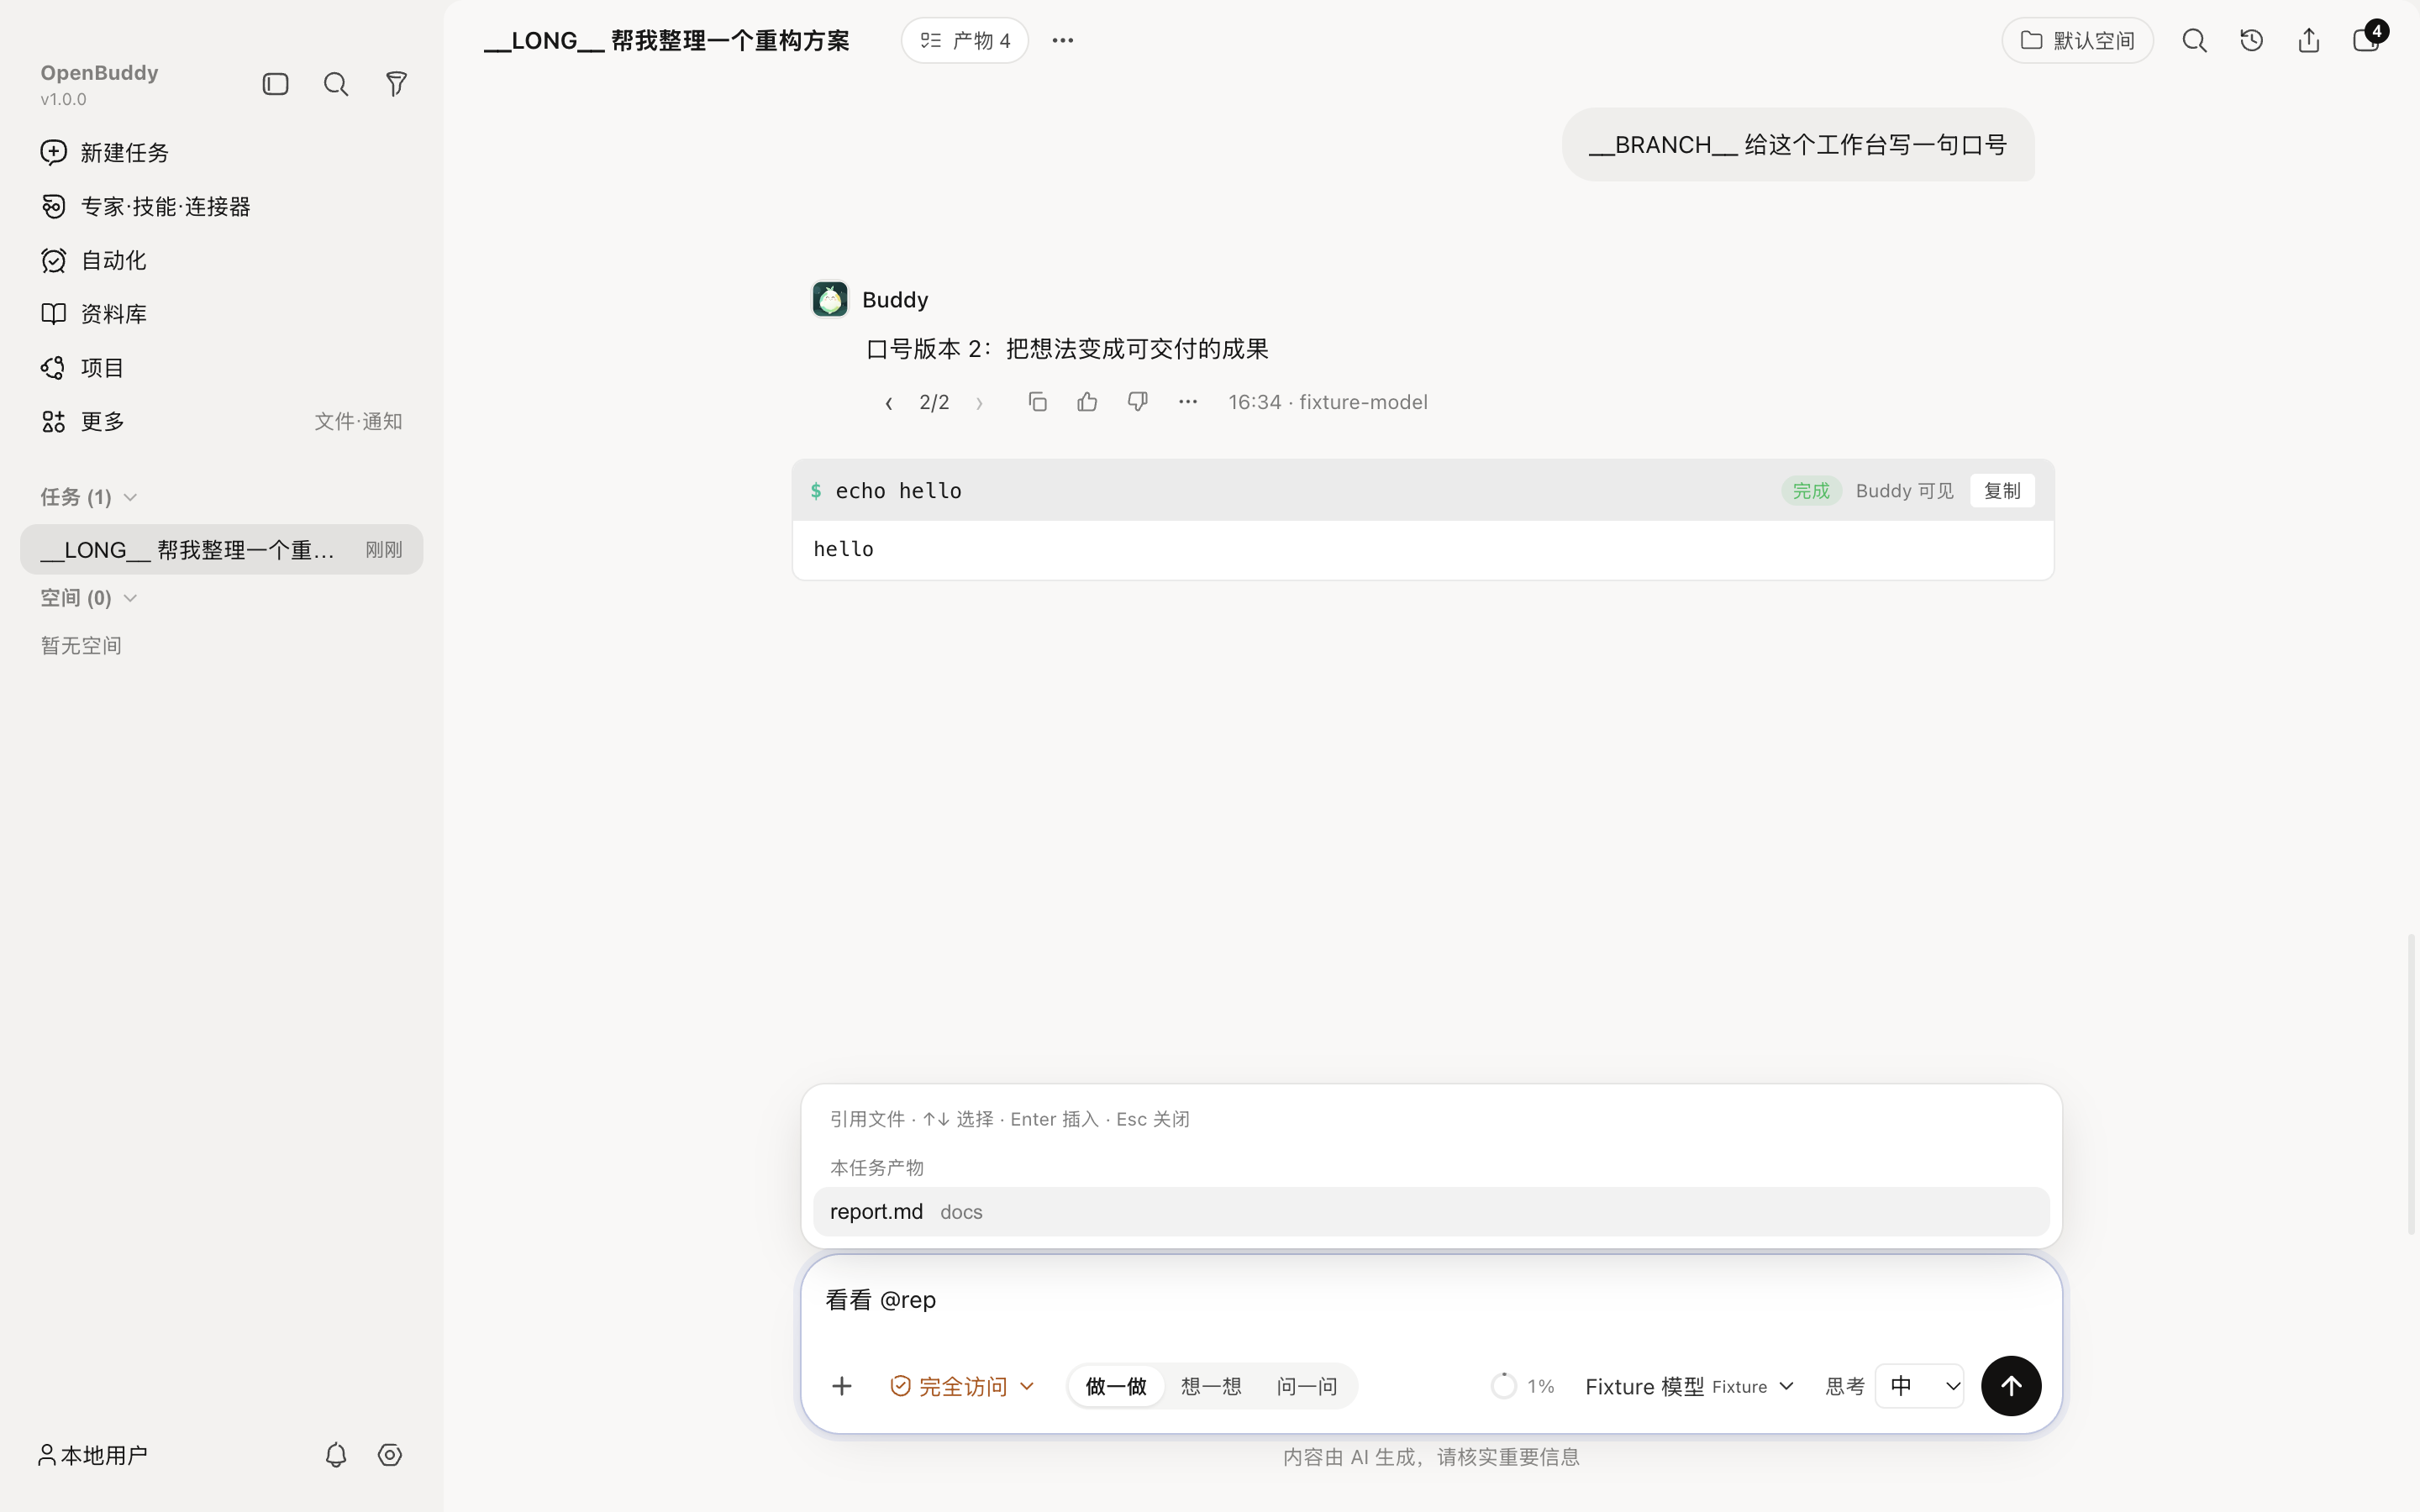 OpenBuddy
v1.0.0
新建任务
专家·技能·连接器
自动化
资料库
项目
更多 文件·通知
任务 (1)
__LONG__ 帮我整理一个重… 刚刚
空间 (0)
暂无空间
本地用户
__LONG__ 帮我整理一个重构方案 产物 4
默认空间 4
__BRANCH__ 给这个工作台写一句口号
Buddy
口号版本 2：把想法变成可交付的成果
‹ 2/2 › 16:34 · fixture-model
$ echo hello 完成 Buddy 可见 复制
hello
引用文件 · ↑↓ 选择 · Enter 插入 · Esc 关闭
本任务产物
report.md docs
看看 @rep
完全访问 做一做 想一想 问一问 1% Fixture 模型 Fixture 思考 中
内容由 AI 生成，请核实重要信息